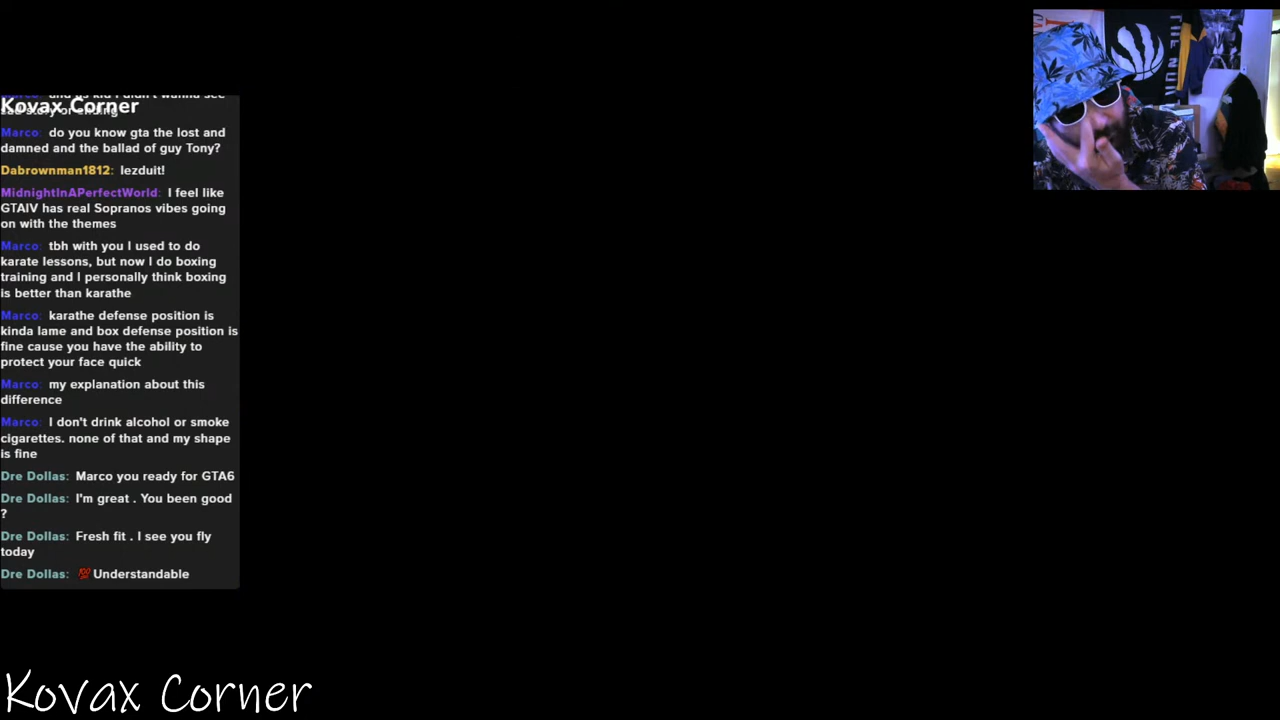 Kovax Corner
Marco: do you know gta the lost and
damned and the ballad of guy Tony?
Dabrownman1812: lezduit!
MidnightInAPerfectWorld: I feel like
GTAIV has real Sopranos vibes going
on with the themes
Marco: tbh with you I used to do
karate lessons, but now I do boxing
training and I personally think boxing
is better than karathe
Marco: karathe defense position is
kinda lame and box defense position is
fine cause you have the ability to
protect your face quick
Marco: my explanation about this
difference
Marco: I don't drink alcohol or smoke
cigarettes. none of that and my shape
is fine
Dre Dollas: Marco you ready for GTA6
Dre Dollas: I'm great . You been good
?
Dre Dollas: Fresh fit . I see you fly
today
Dre Dollas: 💯Understandable
Kovax Corner